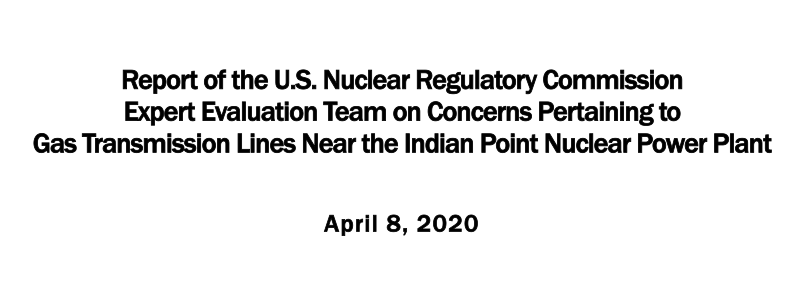 Report of the U.S. Nuclear Regulatory Commission
Expert Evaluation Team on Concerns Pertaining to
Gas Transmission Lines Near the Indian Point Nuclear Power Plant
April 8, 2020